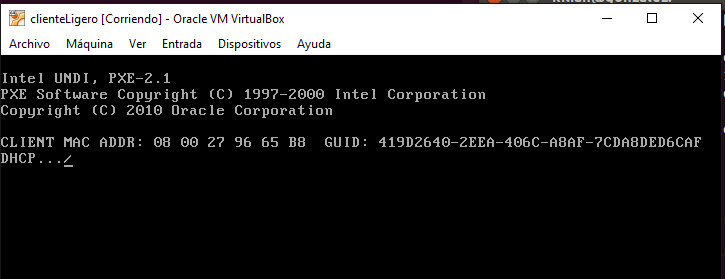 clienteLigero [Corriendo] - Oracle VM VirtualBox
Archivo Máquina Ver Entrada Dispositivos Ayuda
Intel UNDI, PXE-2.1
PXE Software Copyright (C) 1997-2000 Intel Corporation
Copyright (C) 2010 Oracle Corporation
CLIENT MAC ADDR: 08 00 27 96 65 B8 GUID: 419D2640-2EEA-406C-A8AF-7CDA8DED6CAF
DHCP.../